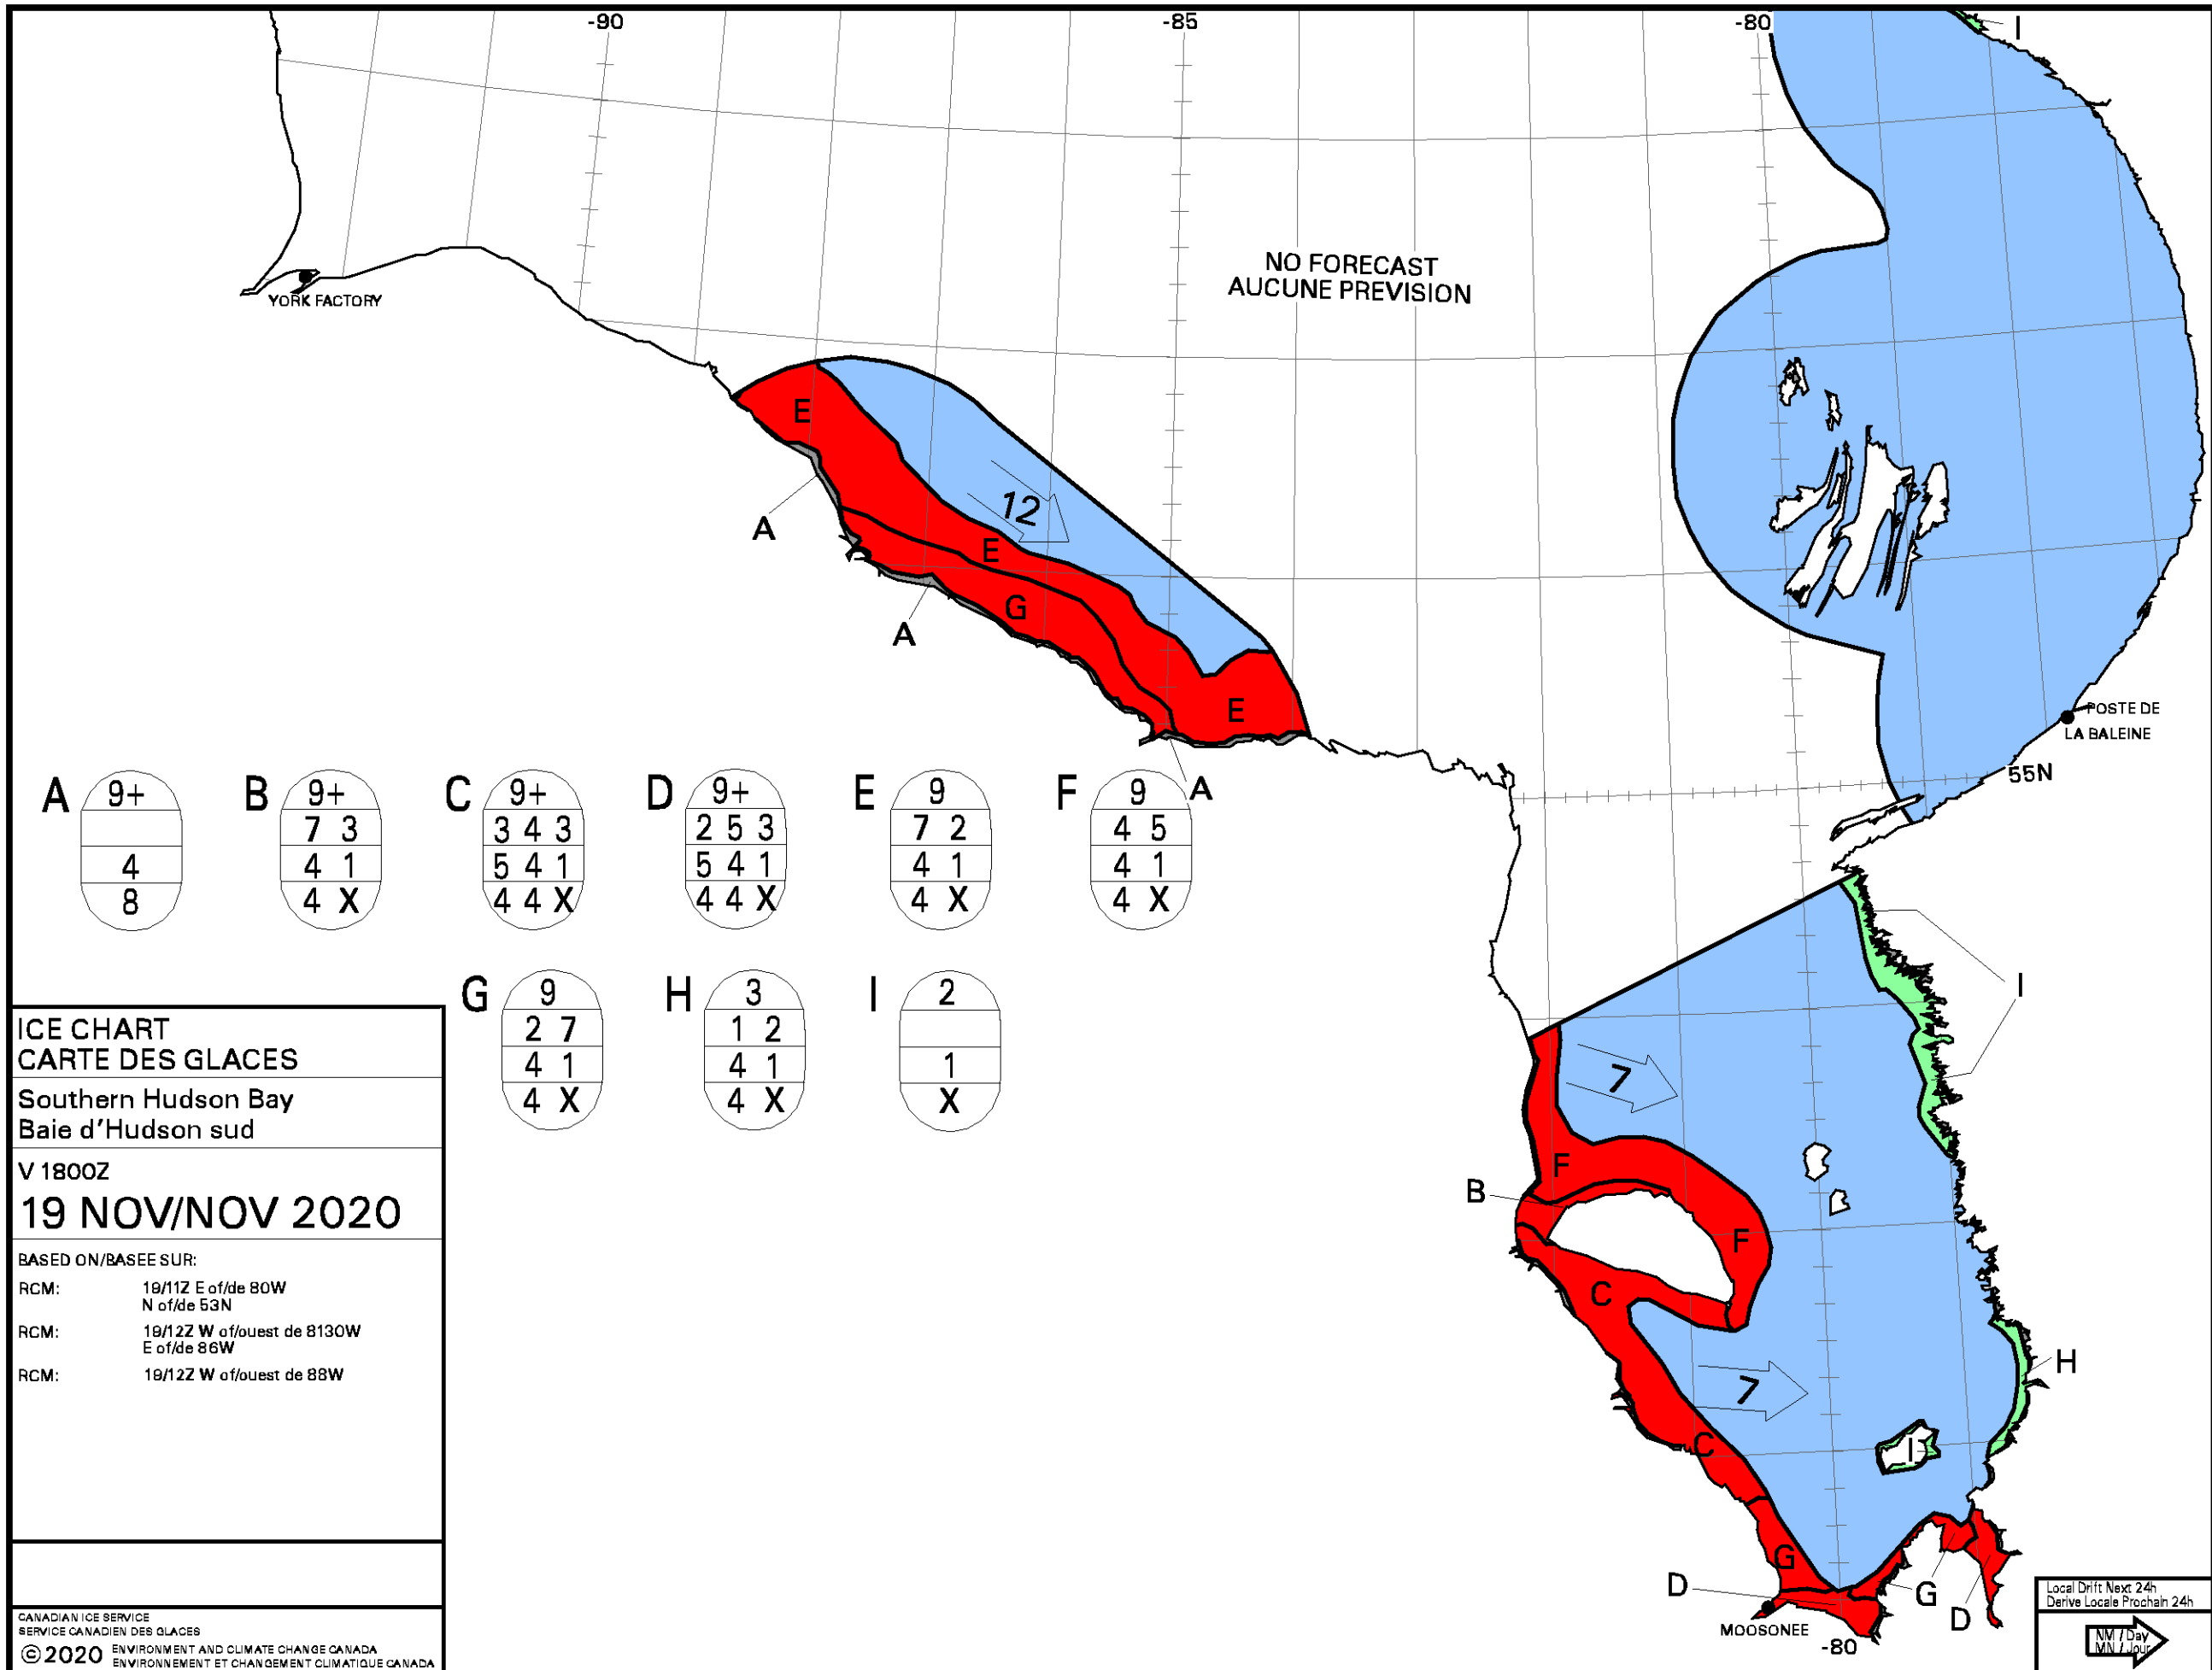 -90
-85
-80
I
YORK FACTORY
NO FORECAST
AUCUNE PREVISION
E
12
A
E
G
A
E
POSTE DE
LA BALEINE
55N
A
A 9+
4
8
B 9+
7 3
4 1
4 X
C 9+
3 4 3
5 4 1
4 4 X
D 9+
2 5 3
5 4 1
4 4 X
E 9
7 2
4 1
4 X
F 9
4 5
4 1
4 X
G 9
2 7
4 1
4 X
H 3
1 2
4 1
4 X
I 2
1
X
I
7
F
B
F
C
7
H
C
I
G
D
G
D
MOOSONEE
-80
ICE CHART
CARTE DES GLACES
Southern Hudson Bay
Baie d'Hudson sud
V 1800Z
19 NOV/NOV 2020
BASED ON/BASEE SUR:
RCM: 19/11Z E of/de 80W
N of/de 53N
RCM: 19/12Z W of/ouest de 8130W
E of/de 86W
RCM: 19/12Z W of/ouest de 88W
CANADIAN ICE SERVICE
SERVICE CANADIEN DES GLACES
© 2020 ENVIRONMENT AND CLIMATE CHANGE CANADA
ENVIRONNEMENT ET CHANGEMENT CLIMATIQUE CANADA
Local Drift Next 24h
Derive Locale Prochain 24h
NM / Day
MN / Jour